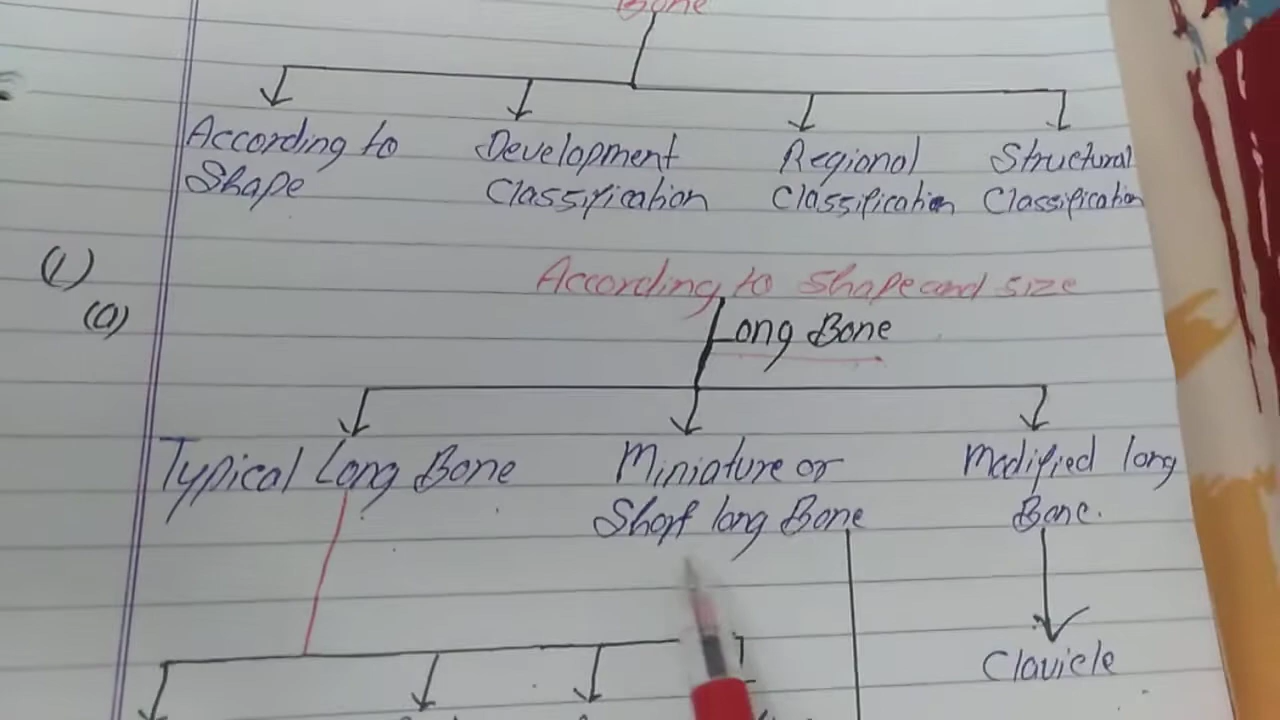 Bone
According to
Shape
Development
Classification
Regional
Classification
Structural
Classification
(1)
(a)
According to Shape and size
Long Bone
Typical Long Bone
Miniature or
Short long Bone
Modified long
Bone.
Clavicle